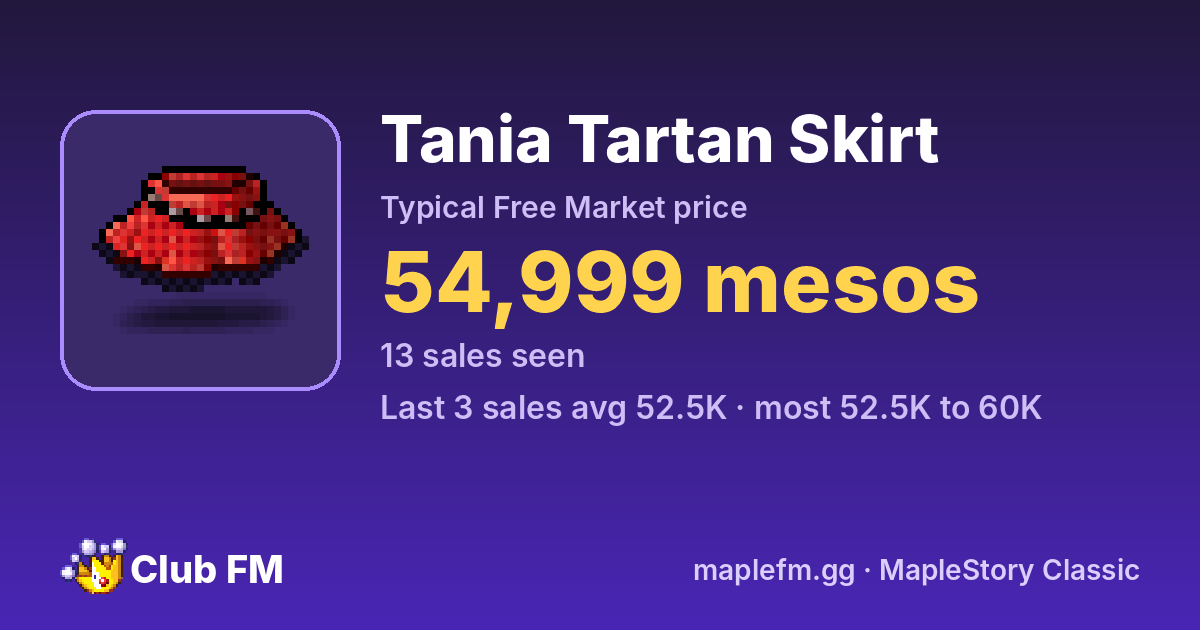 Tania Tartan Skirt
Typical Free Market price
54,999 mesos
13 sales seen
Last 3 sales avg 52.5K · most 52.5K to 60K
Club FM
maplefm.gg · MapleStory Classic